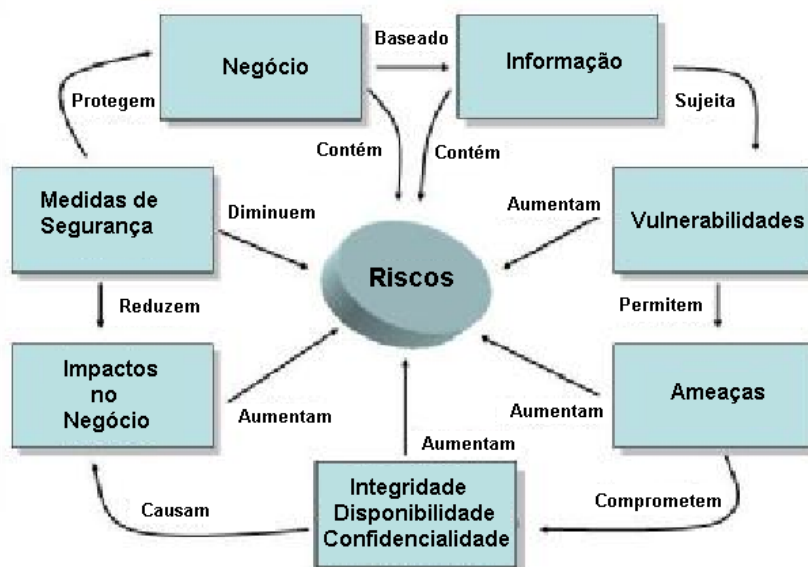 Negócio
Baseado
Informação
Protegem
Sujeita
Contém
Contém
Medidas de
Segurança
Diminuem
Aumentam
Vulnerabilidades
Riscos
Reduzem
Permitem
Impactos
no
Negócio
Aumentam
Aumentam
Ameaças
Aumentam
Causam
Integridade
Disponibilidade
Confidencialidade
Comprometem